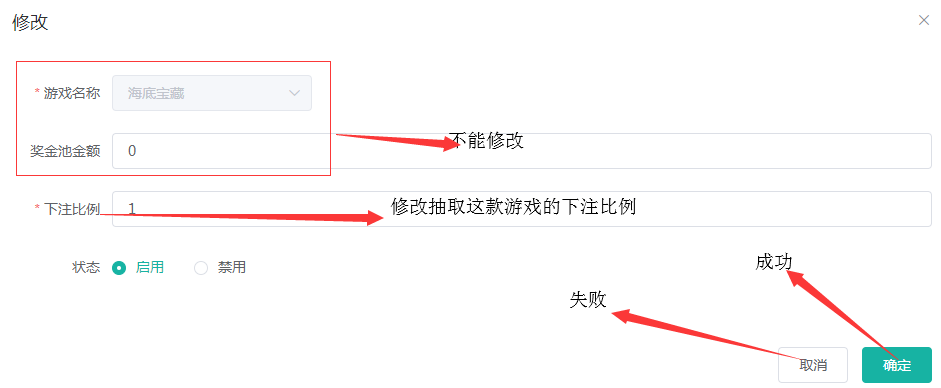 修改
* 游戏名称 海底宝藏
奖金池金额 0 不能修改
* 下注比例 1 修改抽取这款游戏的下注比例
状态 启用 禁用
成功
失败
取消 确定